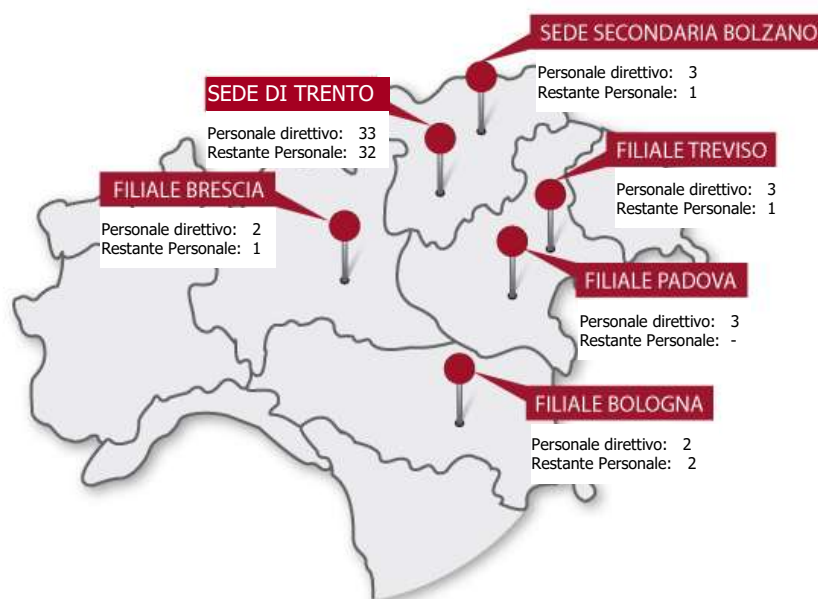 SEDE SECONDARIA BOLZANO
Personale direttivo: 3
Restante Personale: 1
SEDE DI TRENTO
Personale direttivo: 33
Restante Personale: 32
FILIALE TREVISO
Personale direttivo: 3
Restante Personale: 1
FILIALE BRESCIA
Personale direttivo: 2
Restante Personale: 1
FILIALE PADOVA
Personale direttivo: 3
Restante Personale: -
FILIALE BOLOGNA
Personale direttivo: 2
Restante Personale: 2